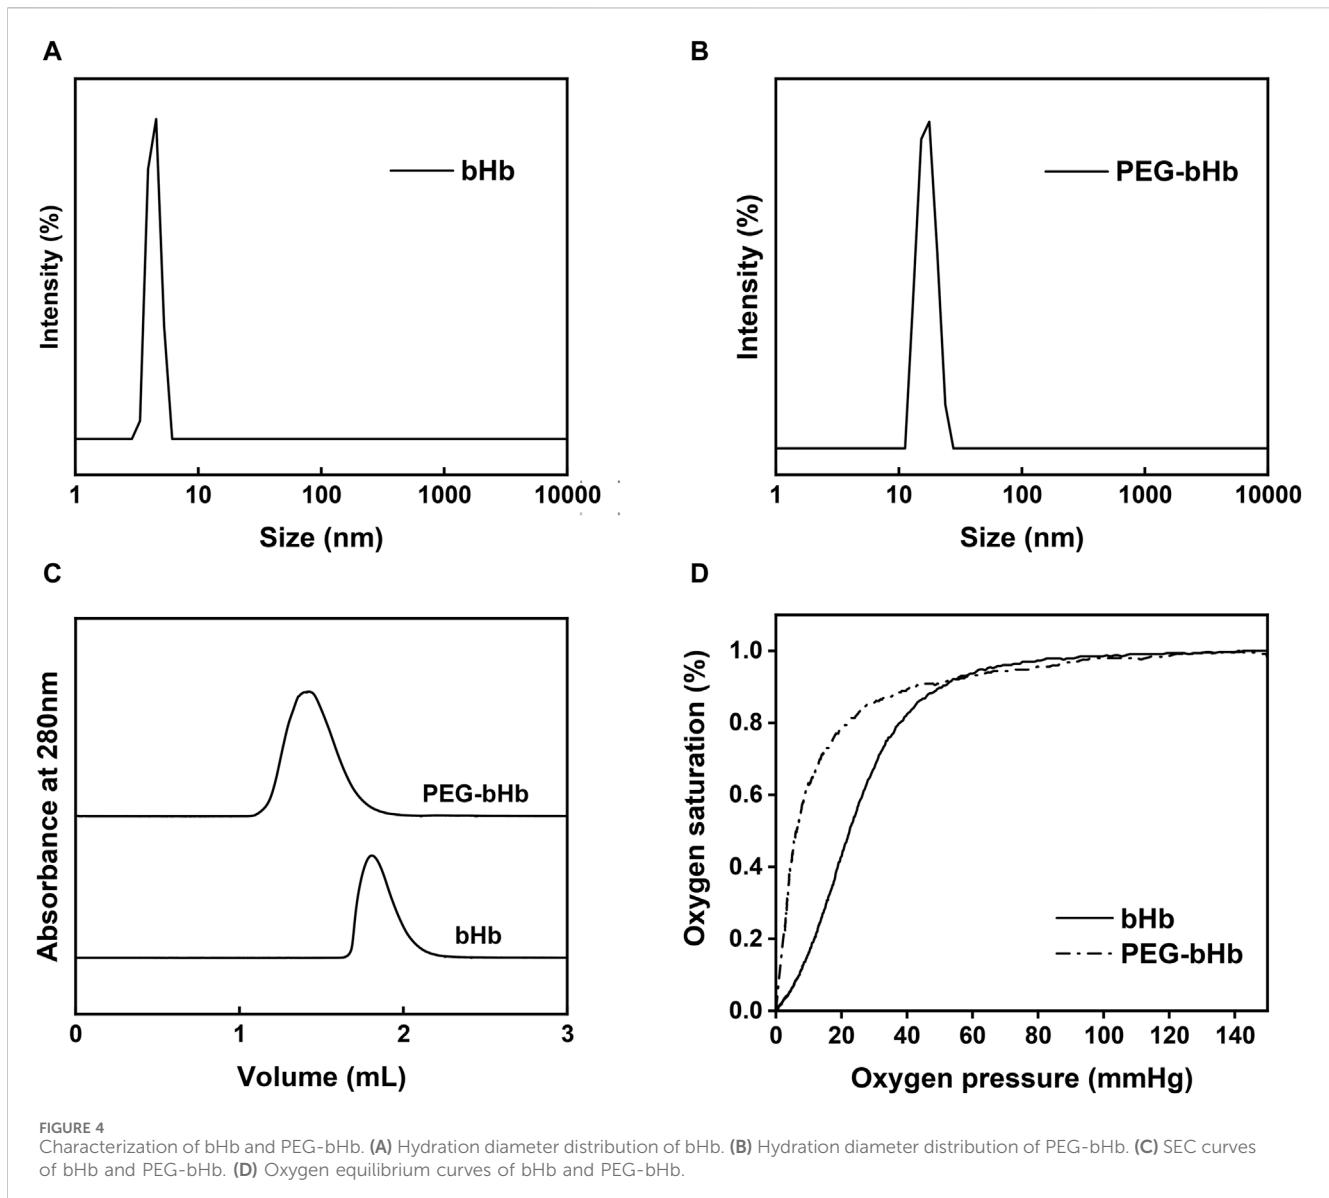 A
Intensity (%)
bHb
1 10 100 1000 10000
Size (nm)
B
Intensity (%)
PEG-bHb
1 10 100 1000 10000
Size (nm)
C
Absorbance at 280nm
PEG-bHb
bHb
0 1 2 3
Volume (mL)
D
Oxygen saturation (%)
1.0
0.8
0.6
0.4
0.2
0.0
bHb
PEG-bHb
0 20 40 60 80 100 120 140
Oxygen pressure (mmHg)
FIGURE 4
Characterization of bHb and PEG-bHb. (A) Hydration diameter distribution of bHb. (B) Hydration diameter distribution of PEG-bHb. (C) SEC curves
of bHb and PEG-bHb. (D) Oxygen equilibrium curves of bHb and PEG-bHb.